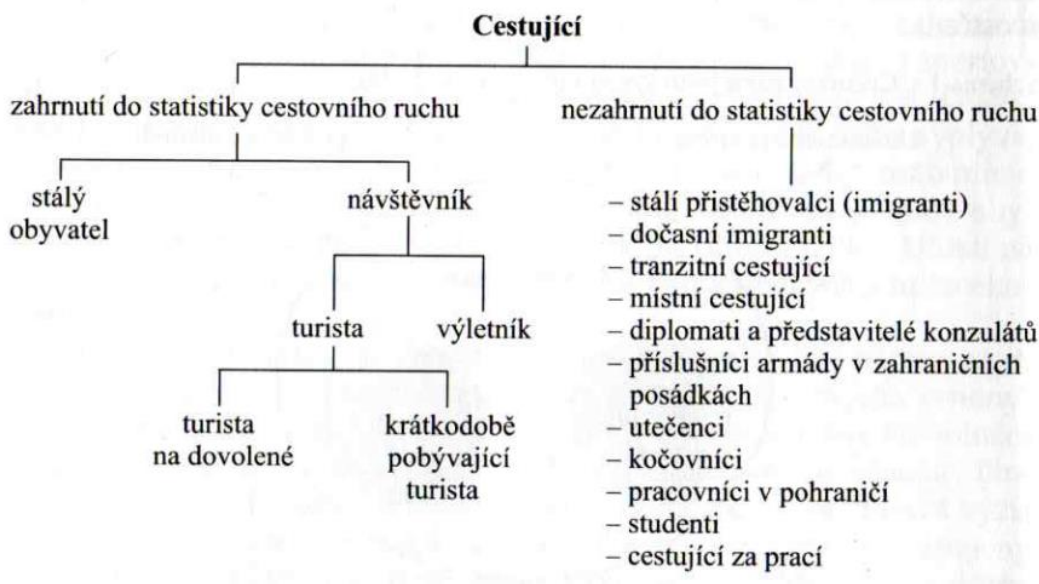 Cestující
zahrnutí do statistiky cestovního ruchu
nezahrnutí do statistiky cestovního ruchu
stálý
obyvatel
návštěvník
turista
výletník
turista
na dovolené
krátkodobě
pobývající
turista
– stálí přistěhovalci (imigranti)
– dočasní imigranti
– tranzitní cestující
– místní cestující
– diplomati a představitelé konzulátů
– příslušníci armády v zahraničních
posádkách
– utečenci
– kočovníci
– pracovníci v pohraničí
– studenti
– cestující za prací